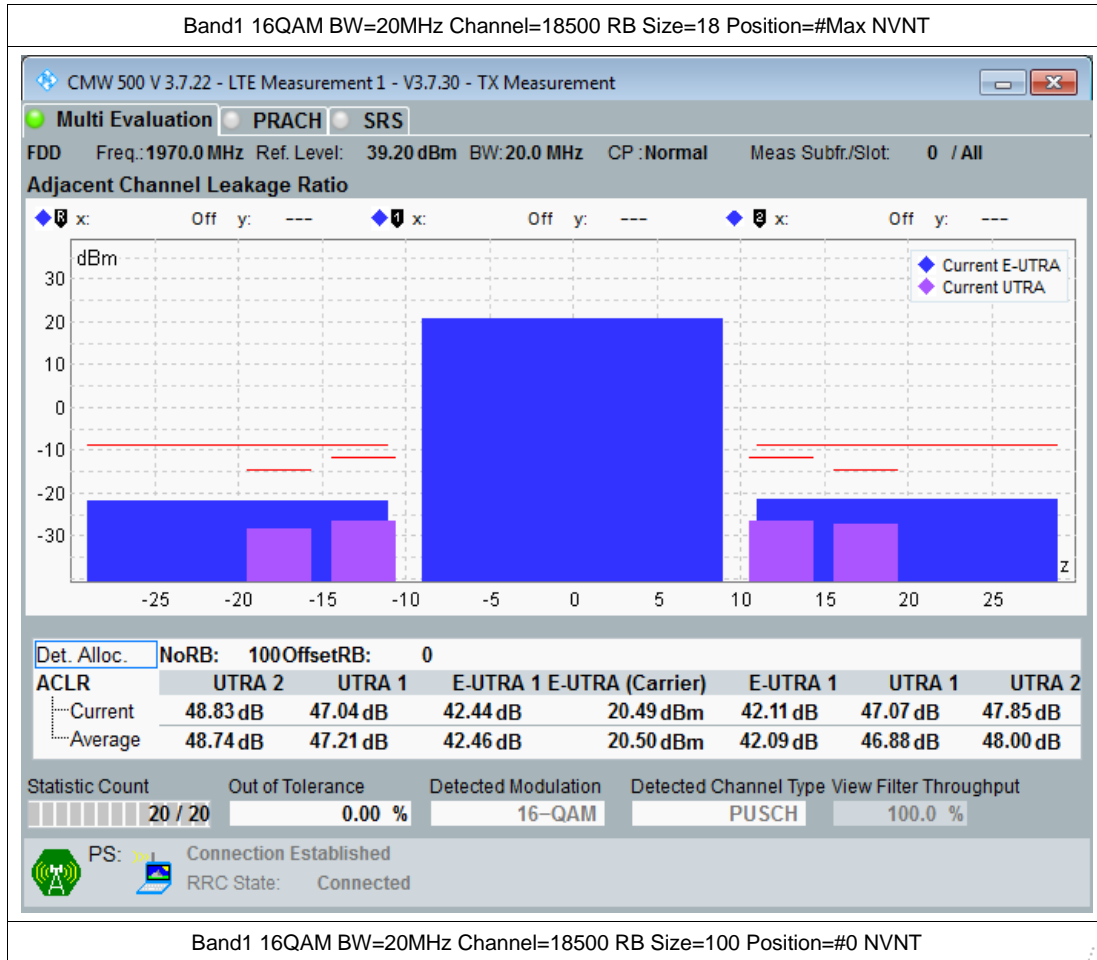 Band1 16QAM BW=20MHz Channel=18500 RB Size=18 Position=#Max NVNT
CMW 500 V 3.7.22 - LTE Measurement 1 - V3.7.30 - TX Measurement
Multi Evaluation PRACH SRS
FDD Freq.:1970.0 MHz Ref. Level: 39.20 dBm BW:20.0 MHz CP :Normal Meas Subfr./Slot: 0 / All
Adjacent Channel Leakage Ratio
R x: Off y: --- 1 x: Off y: --- 2 x: Off y: ---
dBm
Current E-UTRA
Current UTRA
30
20
10
0
-10
-20
-30
z
-25 -20 -15 -10 -5 0 5 10 15 20 25
Det. Alloc. NoRB: 100 OffsetRB: 0
ACLR UTRA 2 UTRA 1 E-UTRA 1 E-UTRA (Carrier) E-UTRA 1 UTRA 1 UTRA 2
Current 48.83 dB 47.04 dB 42.44 dB 20.49 dBm 42.11 dB 47.07 dB 47.85 dB
Average 48.74 dB 47.21 dB 42.46 dB 20.50 dBm 42.09 dB 46.88 dB 48.00 dB
Statistic Count Out of Tolerance Detected Modulation Detected Channel Type View Filter Throughput
20 / 20 0.00 % 16-QAM PUSCH 100.0 %
PS: Connection Established
RRC State: Connected
Band1 16QAM BW=20MHz Channel=18500 RB Size=100 Position=#0 NVNT